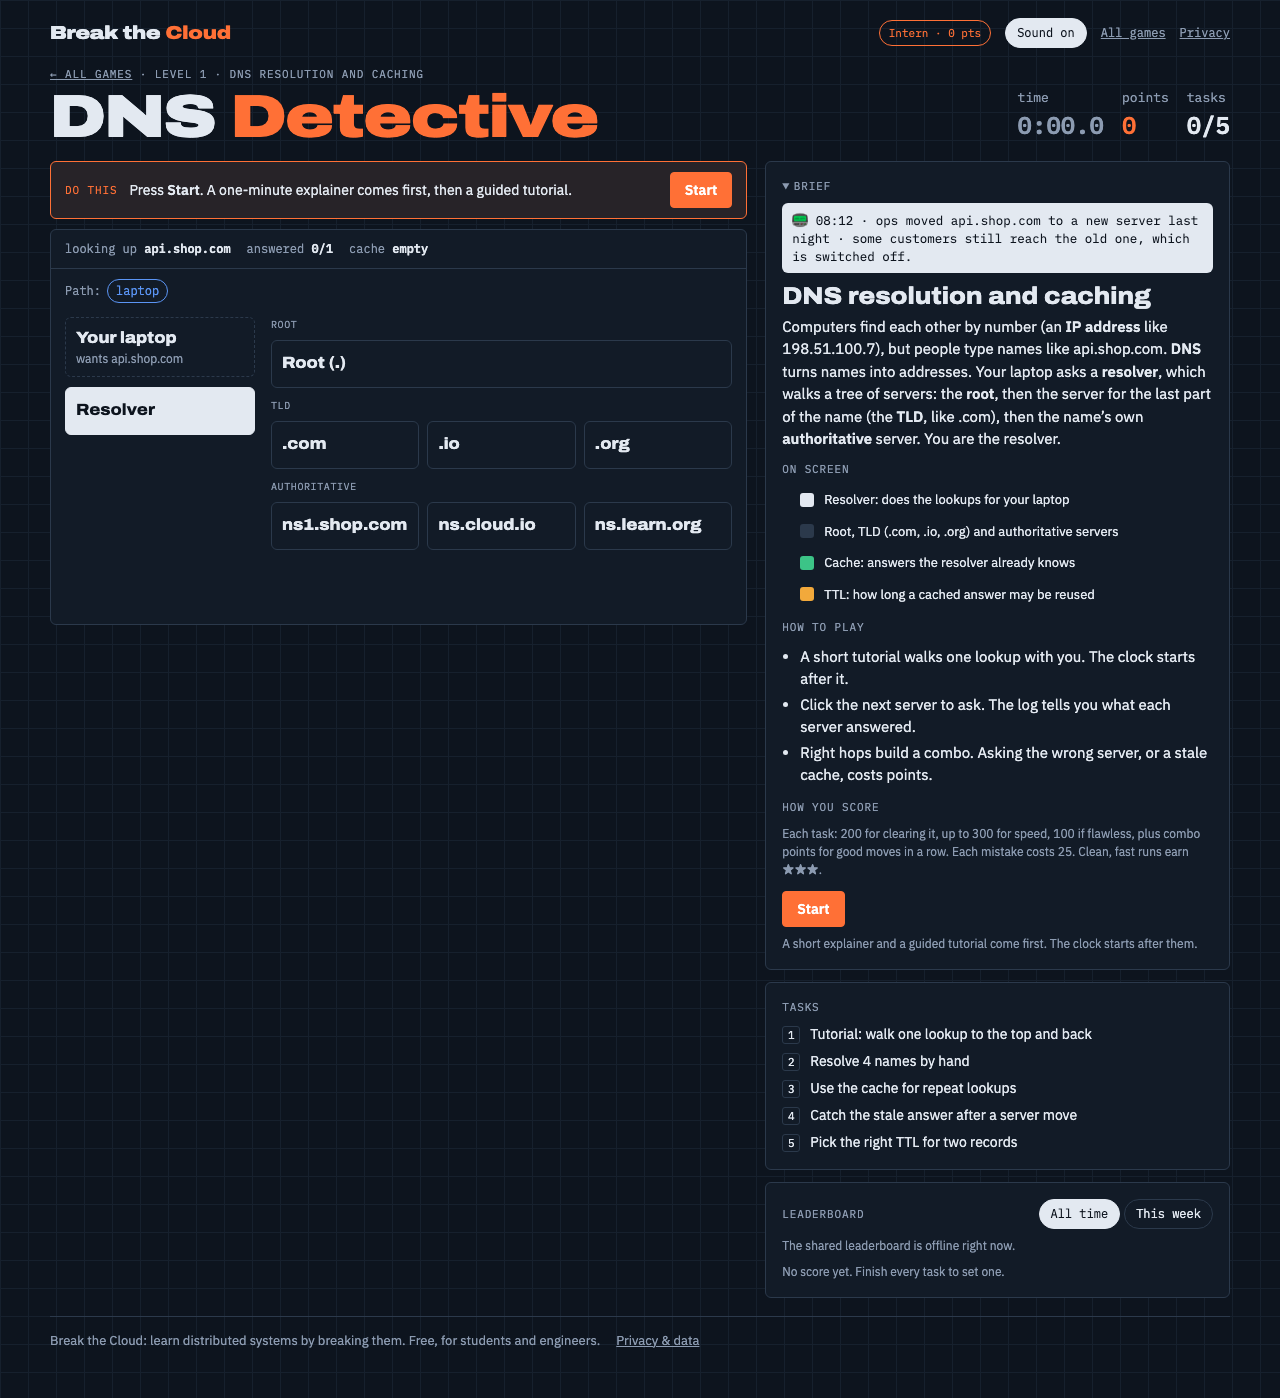 Break the Cloud
Intern · 0 pts
Sound on
All games
Privacy
← ALL GAMES · LEVEL 1 · DNS RESOLUTION AND CACHING
DNS Detective
time
0:00.0
points
0
tasks
0/5
DO THIS Press Start. A one-minute explainer comes first, then a guided tutorial.
Start
looking up api.shop.com answered 0/1 cache empty
Path: laptop
Your laptop
wants api.shop.com
Resolver
ROOT
Root (.)
TLD
.com
.io
.org
AUTHORITATIVE
ns1.shop.com
ns.cloud.io
ns.learn.org
▼ BRIEF
08:12 · ops moved api.shop.com to a new server last
night · some customers still reach the old one, which
is switched off.
DNS resolution and caching
Computers find each other by number (an IP address like
198.51.100.7), but people type names like api.shop.com. DNS
turns names into addresses. Your laptop asks a resolver, which
walks a tree of servers: the root, then the server for the last part
of the name (the TLD, like .com), then the name’s own
authoritative server. You are the resolver.
ON SCREEN
Resolver: does the lookups for your laptop
Root, TLD (.com, .io, .org) and authoritative servers
Cache: answers the resolver already knows
TTL: how long a cached answer may be reused
HOW TO PLAY
• A short tutorial walks one lookup with you. The clock starts
after it.
• Click the next server to ask. The log tells you what each
server answered.
• Right hops build a combo. Asking the wrong server, or a stale
cache, costs points.
HOW YOU SCORE
Each task: 200 for clearing it, up to 300 for speed, 100 if flawless, plus combo
points for good moves in a row. Each mistake costs 25. Clean, fast runs earn
★★★.
Start
A short explainer and a guided tutorial come first. The clock starts after them.
TASKS
1 Tutorial: walk one lookup to the top and back
2 Resolve 4 names by hand
3 Use the cache for repeat lookups
4 Catch the stale answer after a server move
5 Pick the right TTL for two records
LEADERBOARD
All time
This week
The shared leaderboard is offline right now.
No score yet. Finish every task to set one.
Break the Cloud: learn distributed systems by breaking them. Free, for students and engineers.
Privacy & data